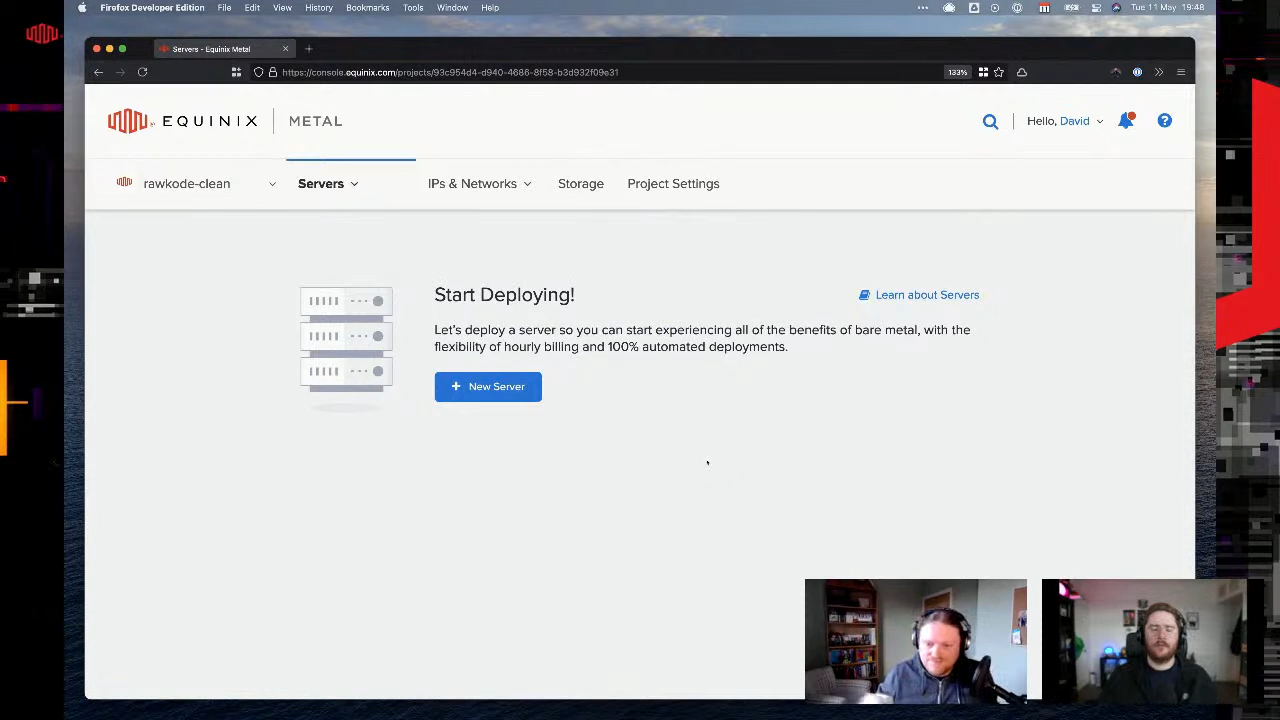 Firefox Developer Edition File Edit View History Bookmarks Tools Window Help Tue 11 May 19:48
Servers - Equinix Metal
https://console.equinix.com/projects/93c954d4-d940-4686-8f58-b3d932f09e31 133%
EQUINIX METAL Hello, David
rawkode-clean Servers IPs & Networks Storage Project Settings
Start Deploying! Learn about Servers
Let's deploy a server so you can start experiencing all of the benefits of bare metal, with the
flexibility of hourly billing and 100% automated deployments.
+ New Server